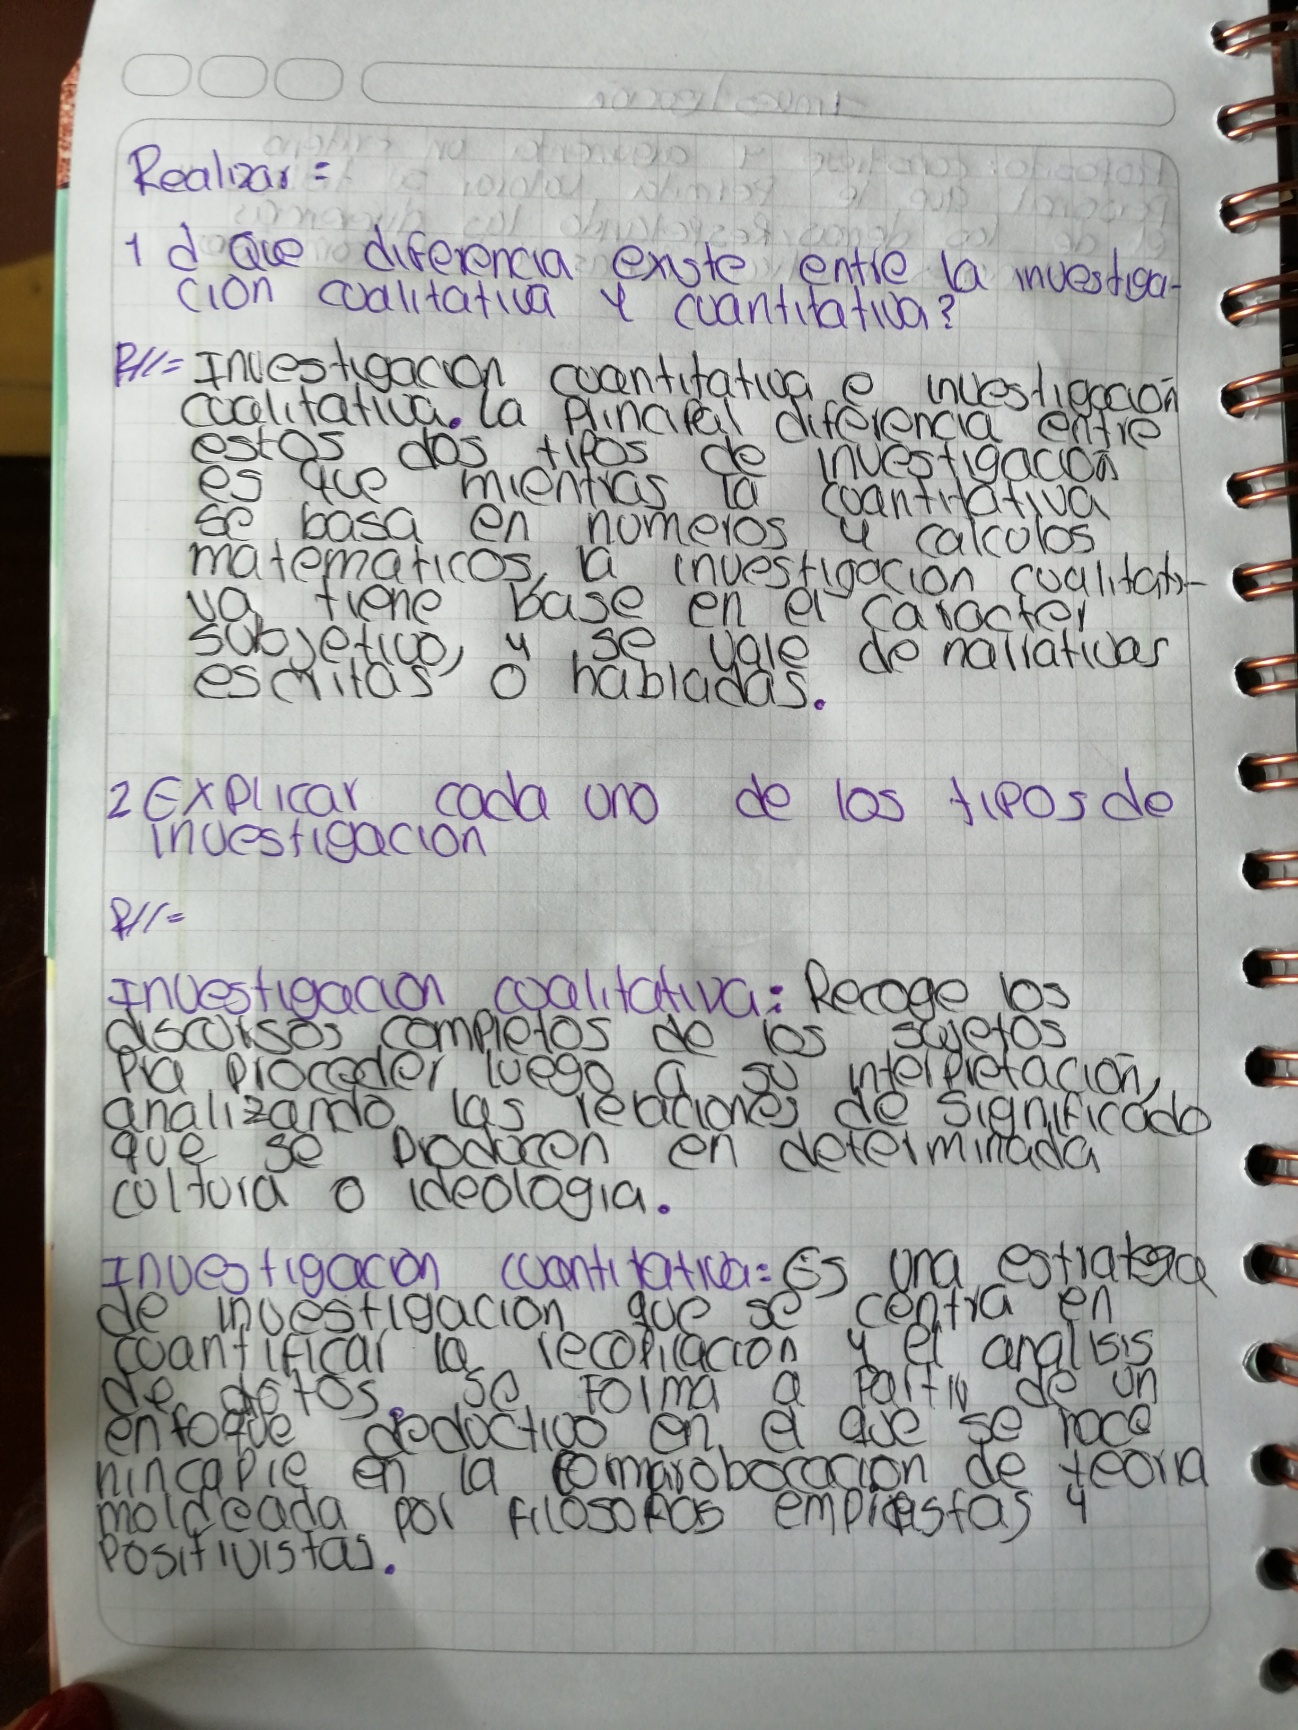 Realizar =
1 ¿Que diferencia existe entre la investiga-
cion cualitativa y cuantitativa?
R//= Investigacion cuantitativa e investigacion
cualitativa. La principal diferencia entre
estos dos tipos de investigacion
es que mientras la cuantitativa
se basa en numeros y calculos
matematicos, la investigacion cualitati-
va tiene base en el caracter
subjetivo, y se vale de narrativas
escritas o habladas.
2 Explicar cada uno de los tipos de
investigacion
R//=
Investigacion cualitativa: Recoge los
discursos completos de los sujetos
pra proceder luego a su interpretacion,
analizando las relaciones de significado
que se producen en determinada
cultura o ideologia.
Investigacion cuantitativa: Es una estrategia
de investigacion que se centra en
cuantificar la recopilacion y el analisis
de datos. se forma a partir de un
enfoque deductivo en el que se hace
hincapie en la comprobacion de teoria
moldeada por filosofias empiristas y
positivistas.